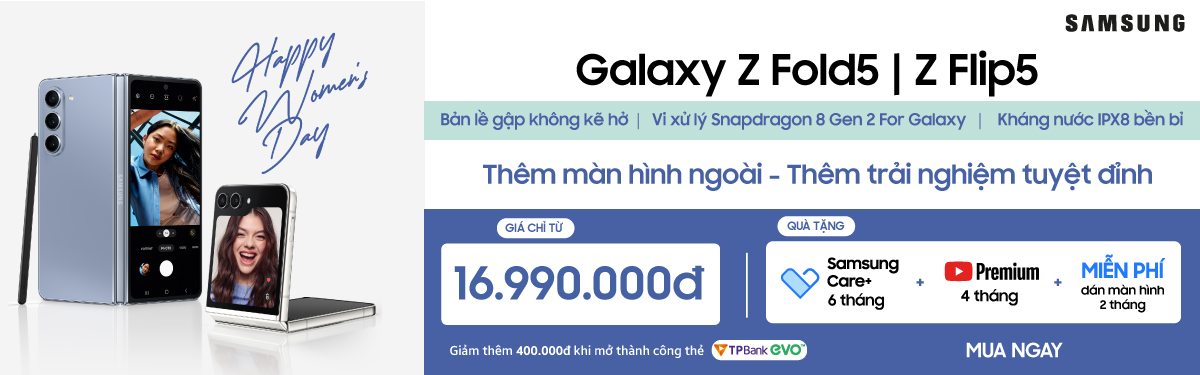 Happy
Women's
Day
SAMSUNG
Galaxy Z Fold5 | Z Flip5
Bản lề gập không kẽ hở | Vi xử lý Snapdragon 8 Gen 2 For Galaxy | Kháng nước IPX8 bền bỉ
Thêm màn hình ngoài - Thêm trải nghiệm tuyệt đỉnh
GIÁ CHỈ TỪ
16.990.000đ
QUÀ TẶNG
Samsung
Care+
6 tháng
+
Premium
4 tháng
+
MIỄN PHÍ
dán màn hình
2 tháng
Giảm thêm 400.000đ khi mở thành công thẻ TPBank evo
MUA NGAY
SAMSUNG
PHOTO